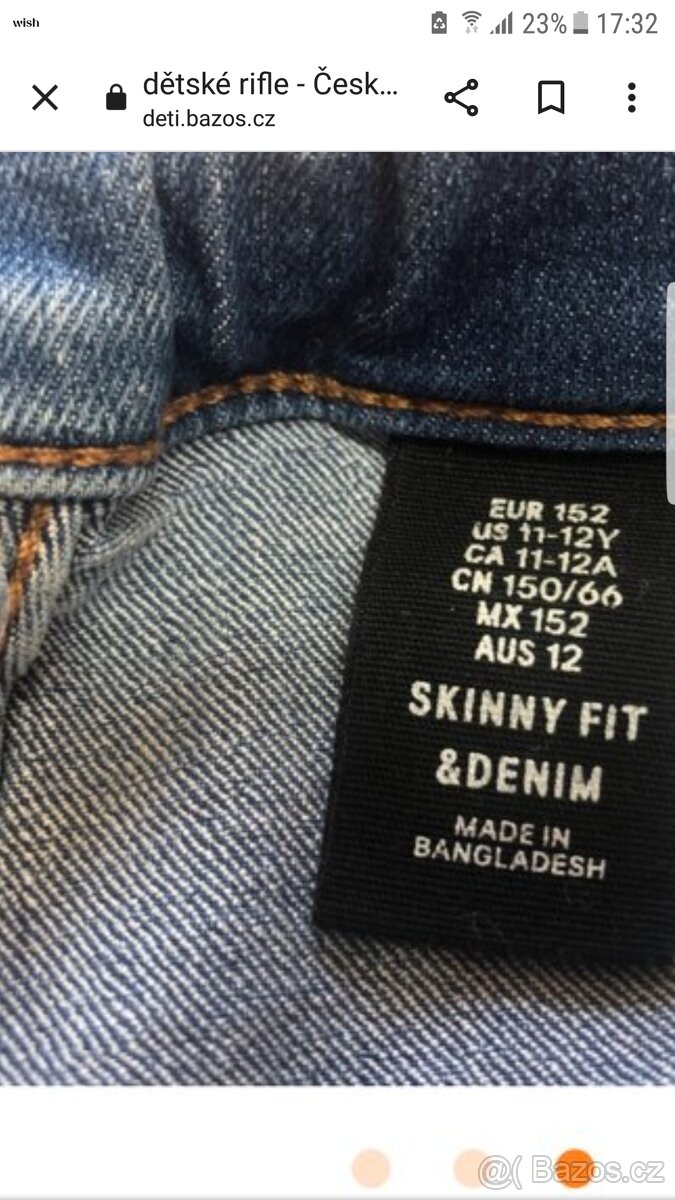 wish
23% 17:32
dětské rifle - Česk...
deti.bazos.cz
EUR 152
US 11-12Y
CA 11-12A
CN 150/66
MX 152
AUS 12
SKINNY FIT
&DENIM
MADE IN
BANGLADESH
@( Bazos.cz